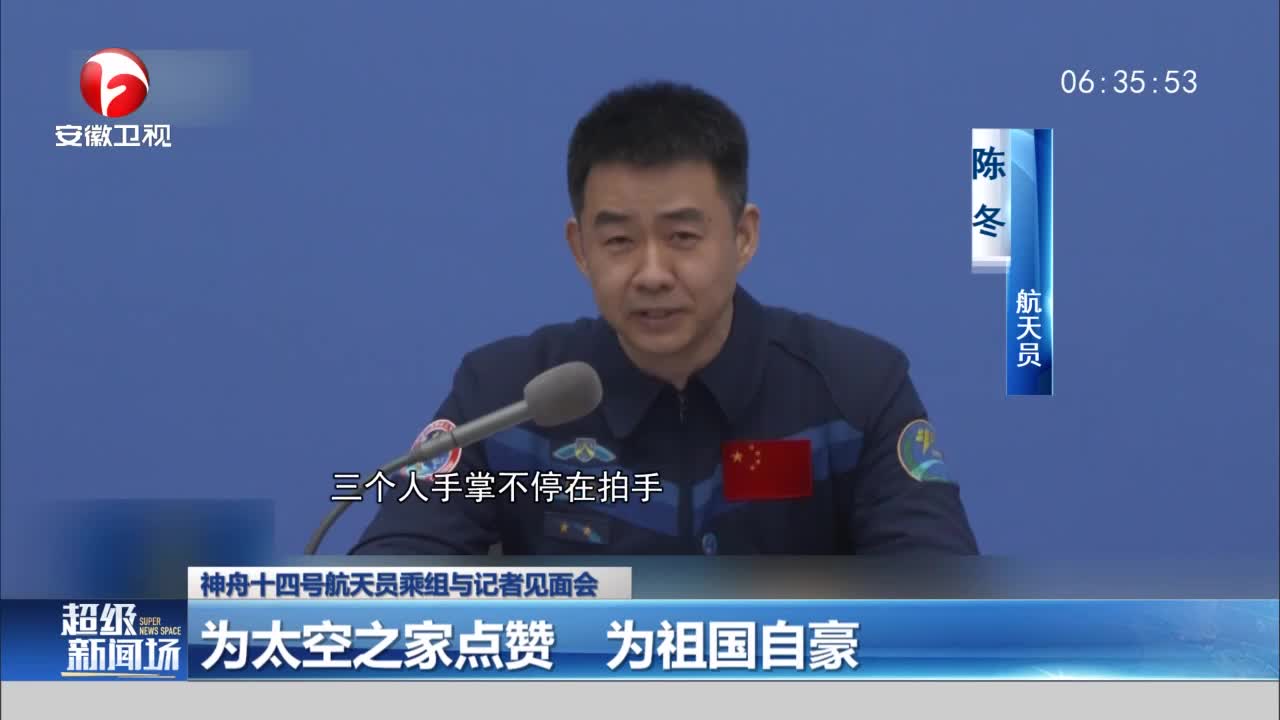 安徽卫视
06:35:53
陈冬
航天员
三个人手掌不停在拍手
神舟十四号航天员乘组与记者见面会
超级新闻场
SUPER
NEWS SPACE
为太空之家点赞 为祖国自豪